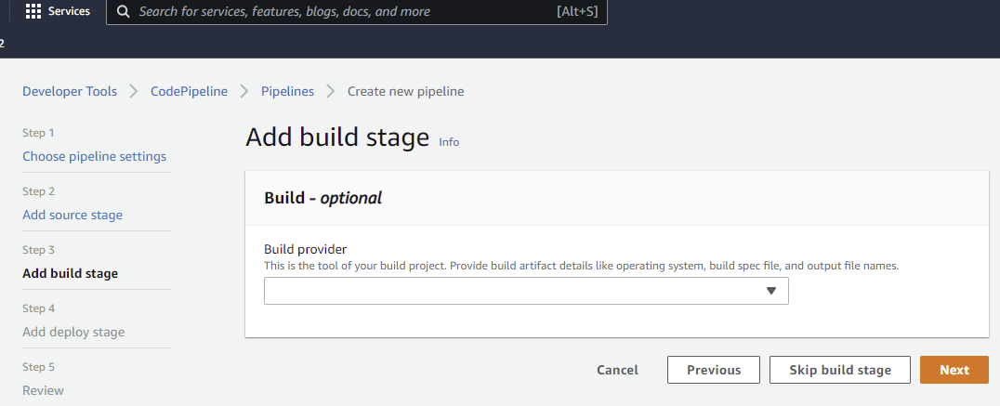 Services
Search for services, features, blogs, docs, and more [Alt+S]
2
Developer Tools > CodePipeline > Pipelines > Create new pipeline
Step 1
Choose pipeline settings
Step 2
Add source stage
Step 3
Add build stage
Step 4
Add deploy stage
Step 5
Review
Add build stage Info
Build - optional
Build provider
This is the tool of your build project. Provide build artifact details like operating system, build spec file, and output file names.
Cancel
Previous
Skip build stage
Next